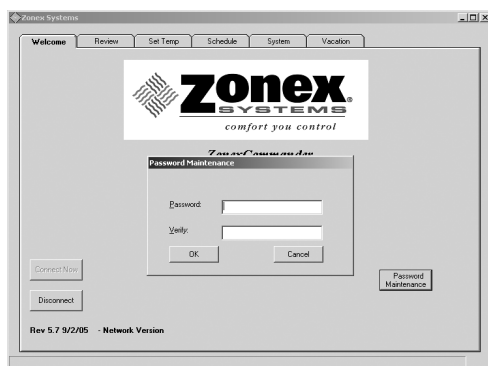 Zonex Systems
Welcome Review Set Temp Schedule System Vacation
zonex®
SYSTEMS
comfort you control
ZonexCommander
Password Maintenance
Password:
Verify:
OK Cancel
Connect Now
Password
Maintenance
Disconnect
Rev 5.7 9/2/05 - Network Version